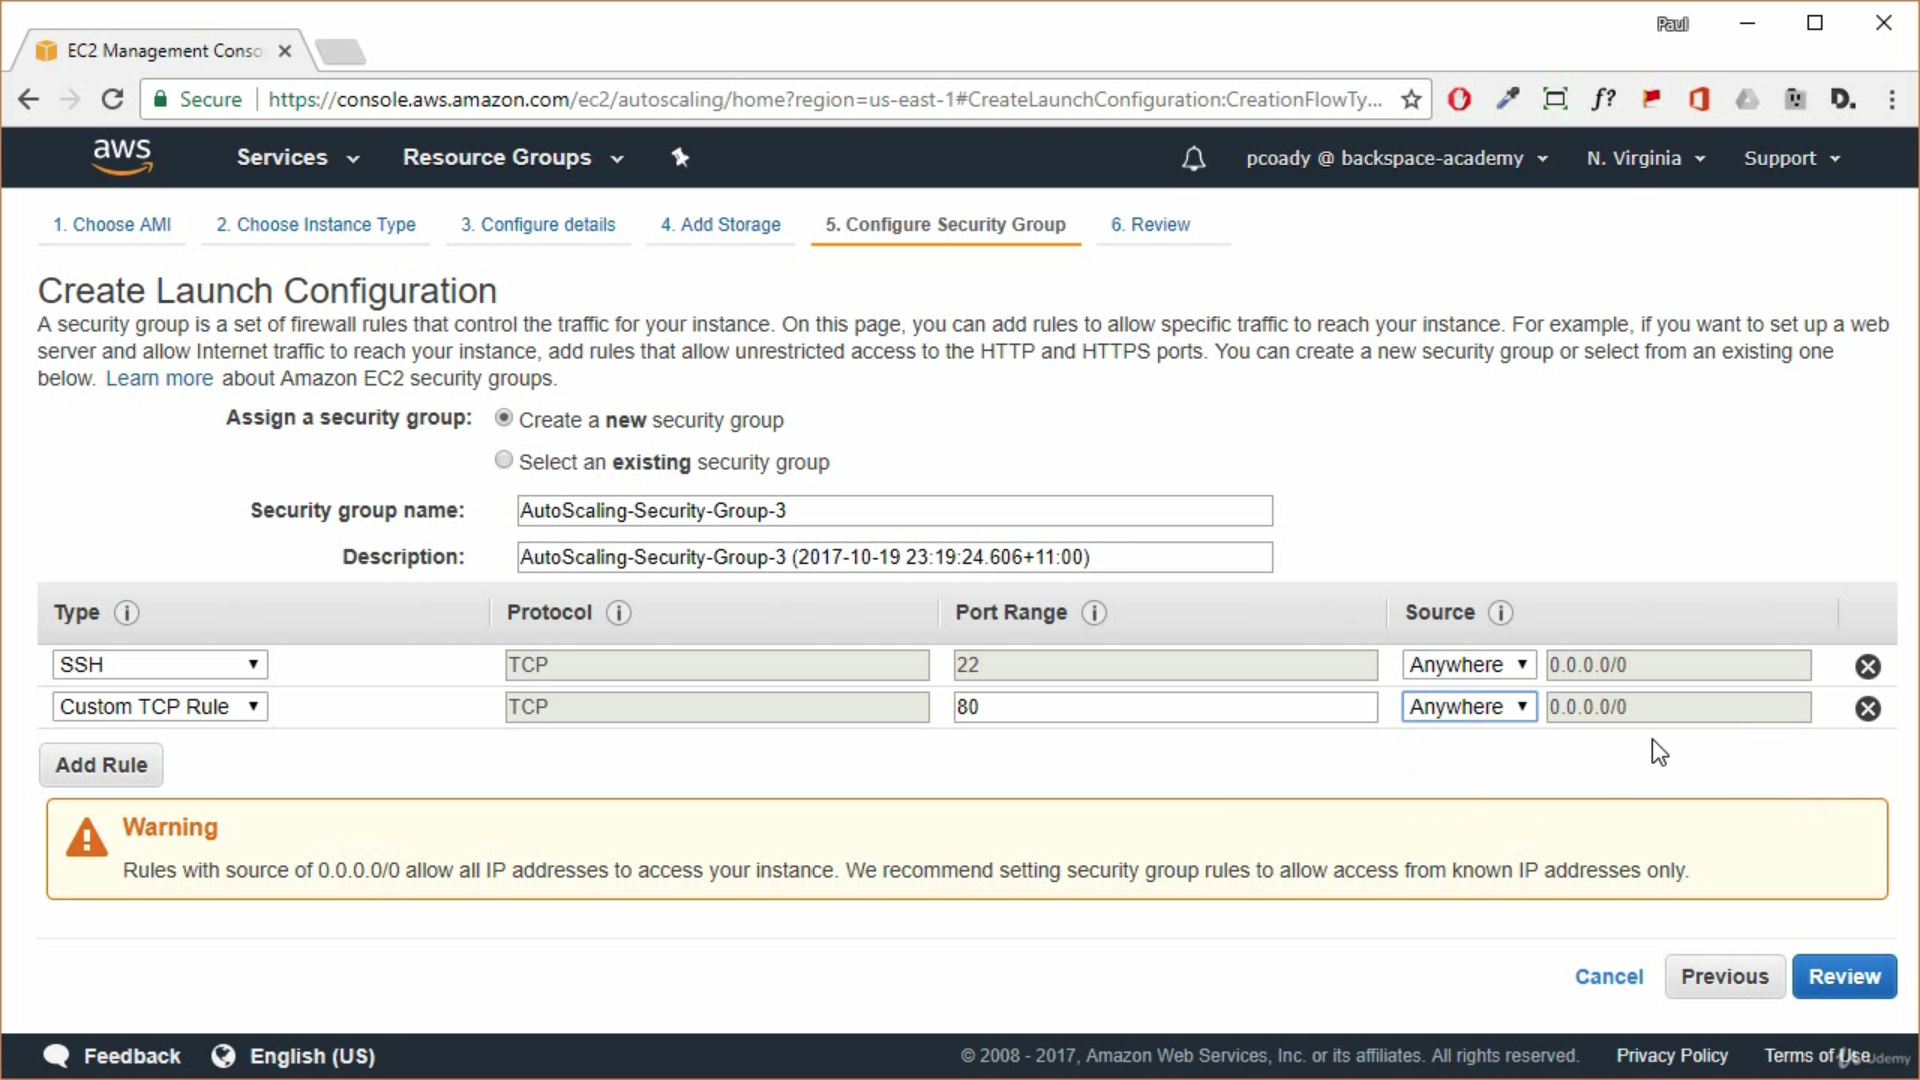 Paul
EC2 Management Conso
Secure https://console.aws.amazon.com/ec2/autoscaling/home?region=us-east-1#CreateLaunchConfiguration:CreationFlowTy... f? D.
aws Services Resource Groups pcoady @ backspace-academy N. Virginia Support
1. Choose AMI 2. Choose Instance Type 3. Configure details 4. Add Storage 5. Configure Security Group 6. Review
Create Launch Configuration
A security group is a set of firewall rules that control the traffic for your instance. On this page, you can add rules to allow specific traffic to reach your instance. For example, if you want to set up a web
server and allow Internet traffic to reach your instance, add rules that allow unrestricted access to the HTTP and HTTPS ports. You can create a new security group or select from an existing one
below. Learn more about Amazon EC2 security groups.
Assign a security group: Create a new security group
Select an existing security group
Security group name: AutoScaling-Security-Group-3
Description: AutoScaling-Security-Group-3 (2017-10-19 23:19:24.606+11:00)
Type i Protocol i Port Range i Source i
SSH TCP 22 Anywhere 0.0.0.0/0
Custom TCP Rule TCP 80 Anywhere 0.0.0.0/0
Add Rule
Warning
Rules with source of 0.0.0.0/0 allow all IP addresses to access your instance. We recommend setting security group rules to allow access from known IP addresses only.
Cancel Previous Review
Feedback English (US) © 2008 - 2017, Amazon Web Services, Inc. or its affiliates. All rights reserved. Privacy Policy Terms of Use
Udemy